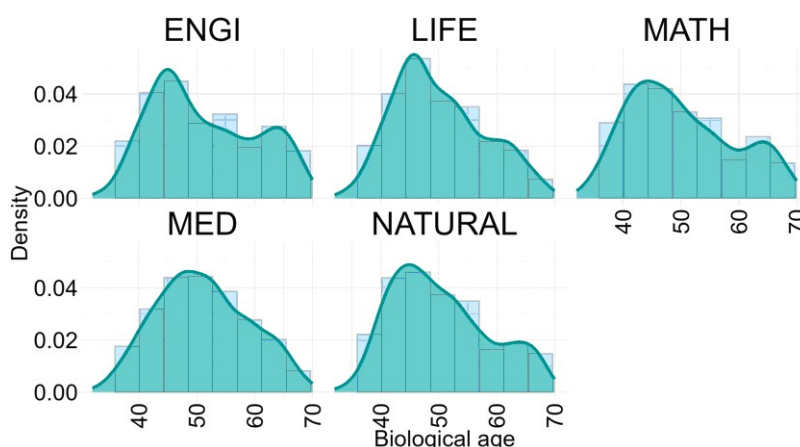 ENGI LIFE MATH
0.04
0.02
0.00
40 50 60 70
MED NATURAL
Density
0.04
0.02
0.00
40 50 60 70 40 50 60 70
Biological age